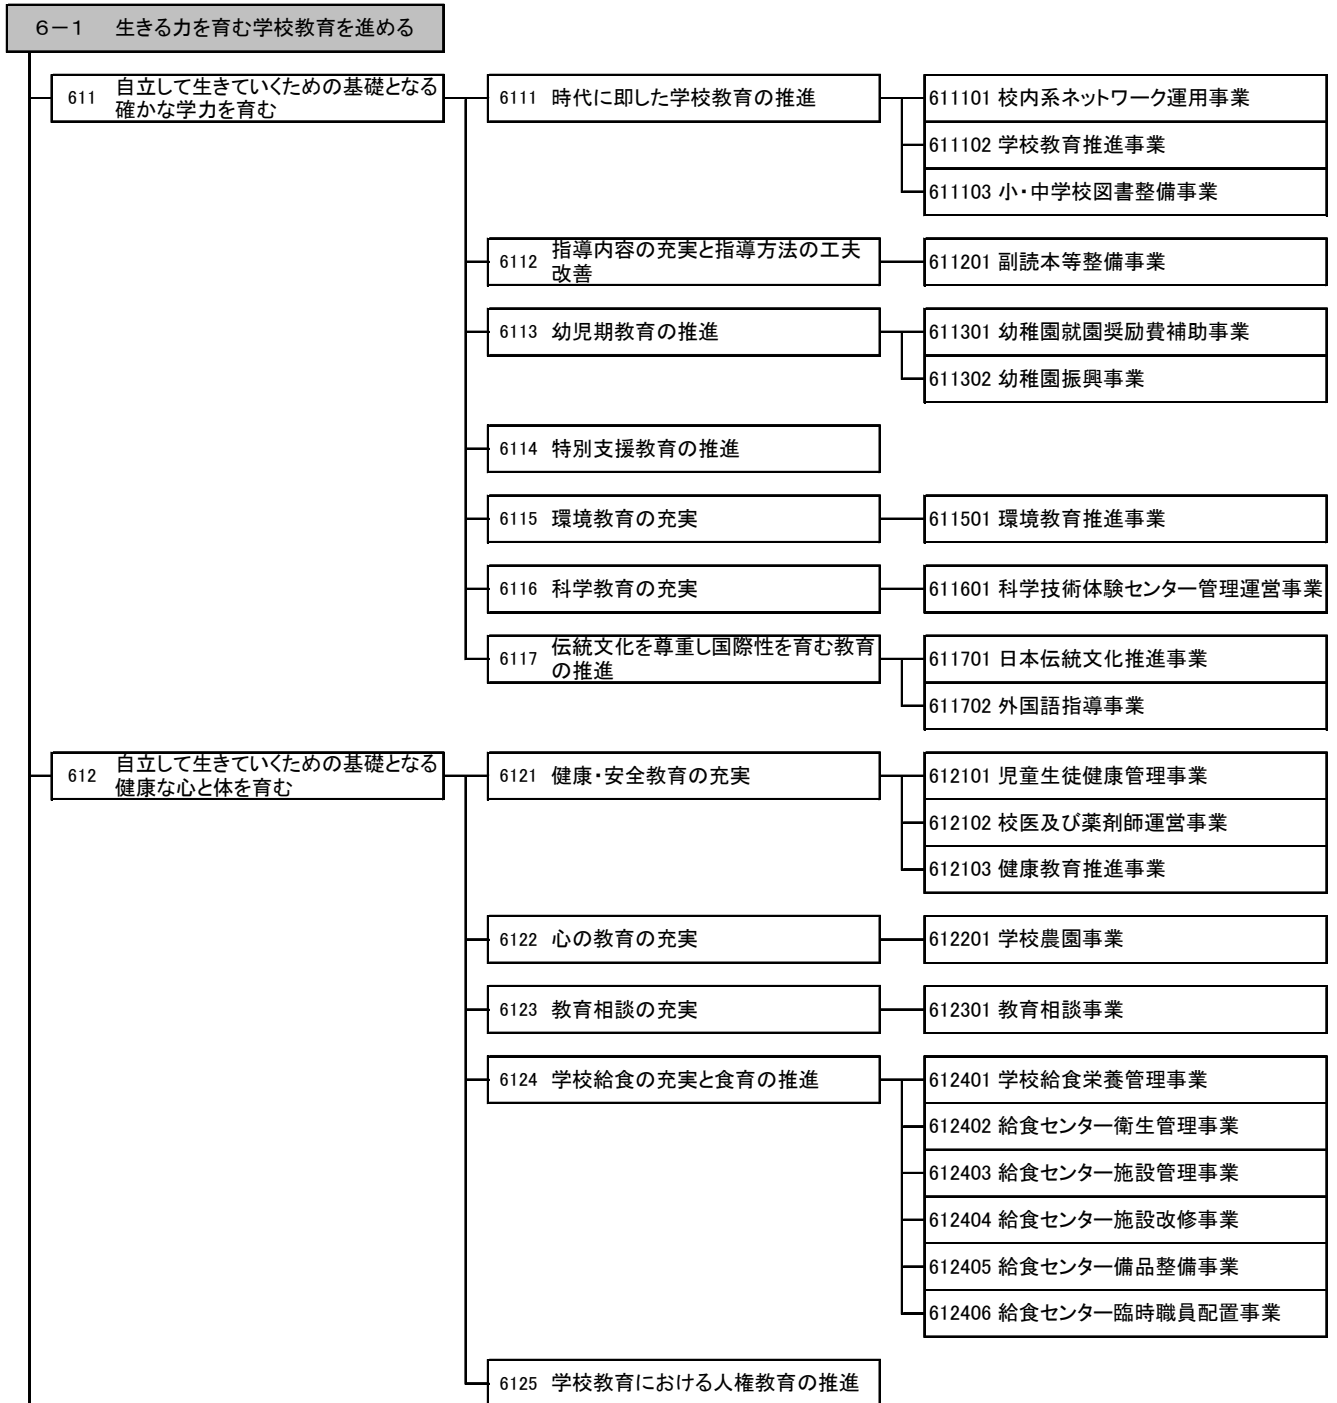 6－1　生きる力を育む学校教育を進める
611 自立して生きていくための基礎となる
確かな学力を育む
6111 時代に即した学校教育の推進
611101 校内系ネットワーク運用事業
611102 学校教育推進事業
611103 小・中学校図書整備事業
6112 指導内容の充実と指導方法の工夫
改善
611201 副読本等整備事業
6113 幼児期教育の推進
611301 幼稚園就園奨励費補助事業
611302 幼稚園振興事業
6114 特別支援教育の推進
6115 環境教育の充実
611501 環境教育推進事業
6116 科学教育の充実
611601 科学技術体験センター管理運営事業
6117 伝統文化を尊重し国際性を育む教育
の推進
611701 日本伝統文化推進事業
611702 外国語指導事業
612 自立して生きていくための基礎となる
健康な心と体を育む
6121 健康・安全教育の充実
612101 児童生徒健康管理事業
612102 校医及び薬剤師運営事業
612103 健康教育推進事業
6122 心の教育の充実
612201 学校農園事業
6123 教育相談の充実
612301 教育相談事業
6124 学校給食の充実と食育の推進
612401 学校給食栄養管理事業
612402 給食センター衛生管理事業
612403 給食センター施設管理事業
612404 給食センター施設改修事業
612405 給食センター備品整備事業
612406 給食センター臨時職員配置事業
6125 学校教育における人権教育の推進